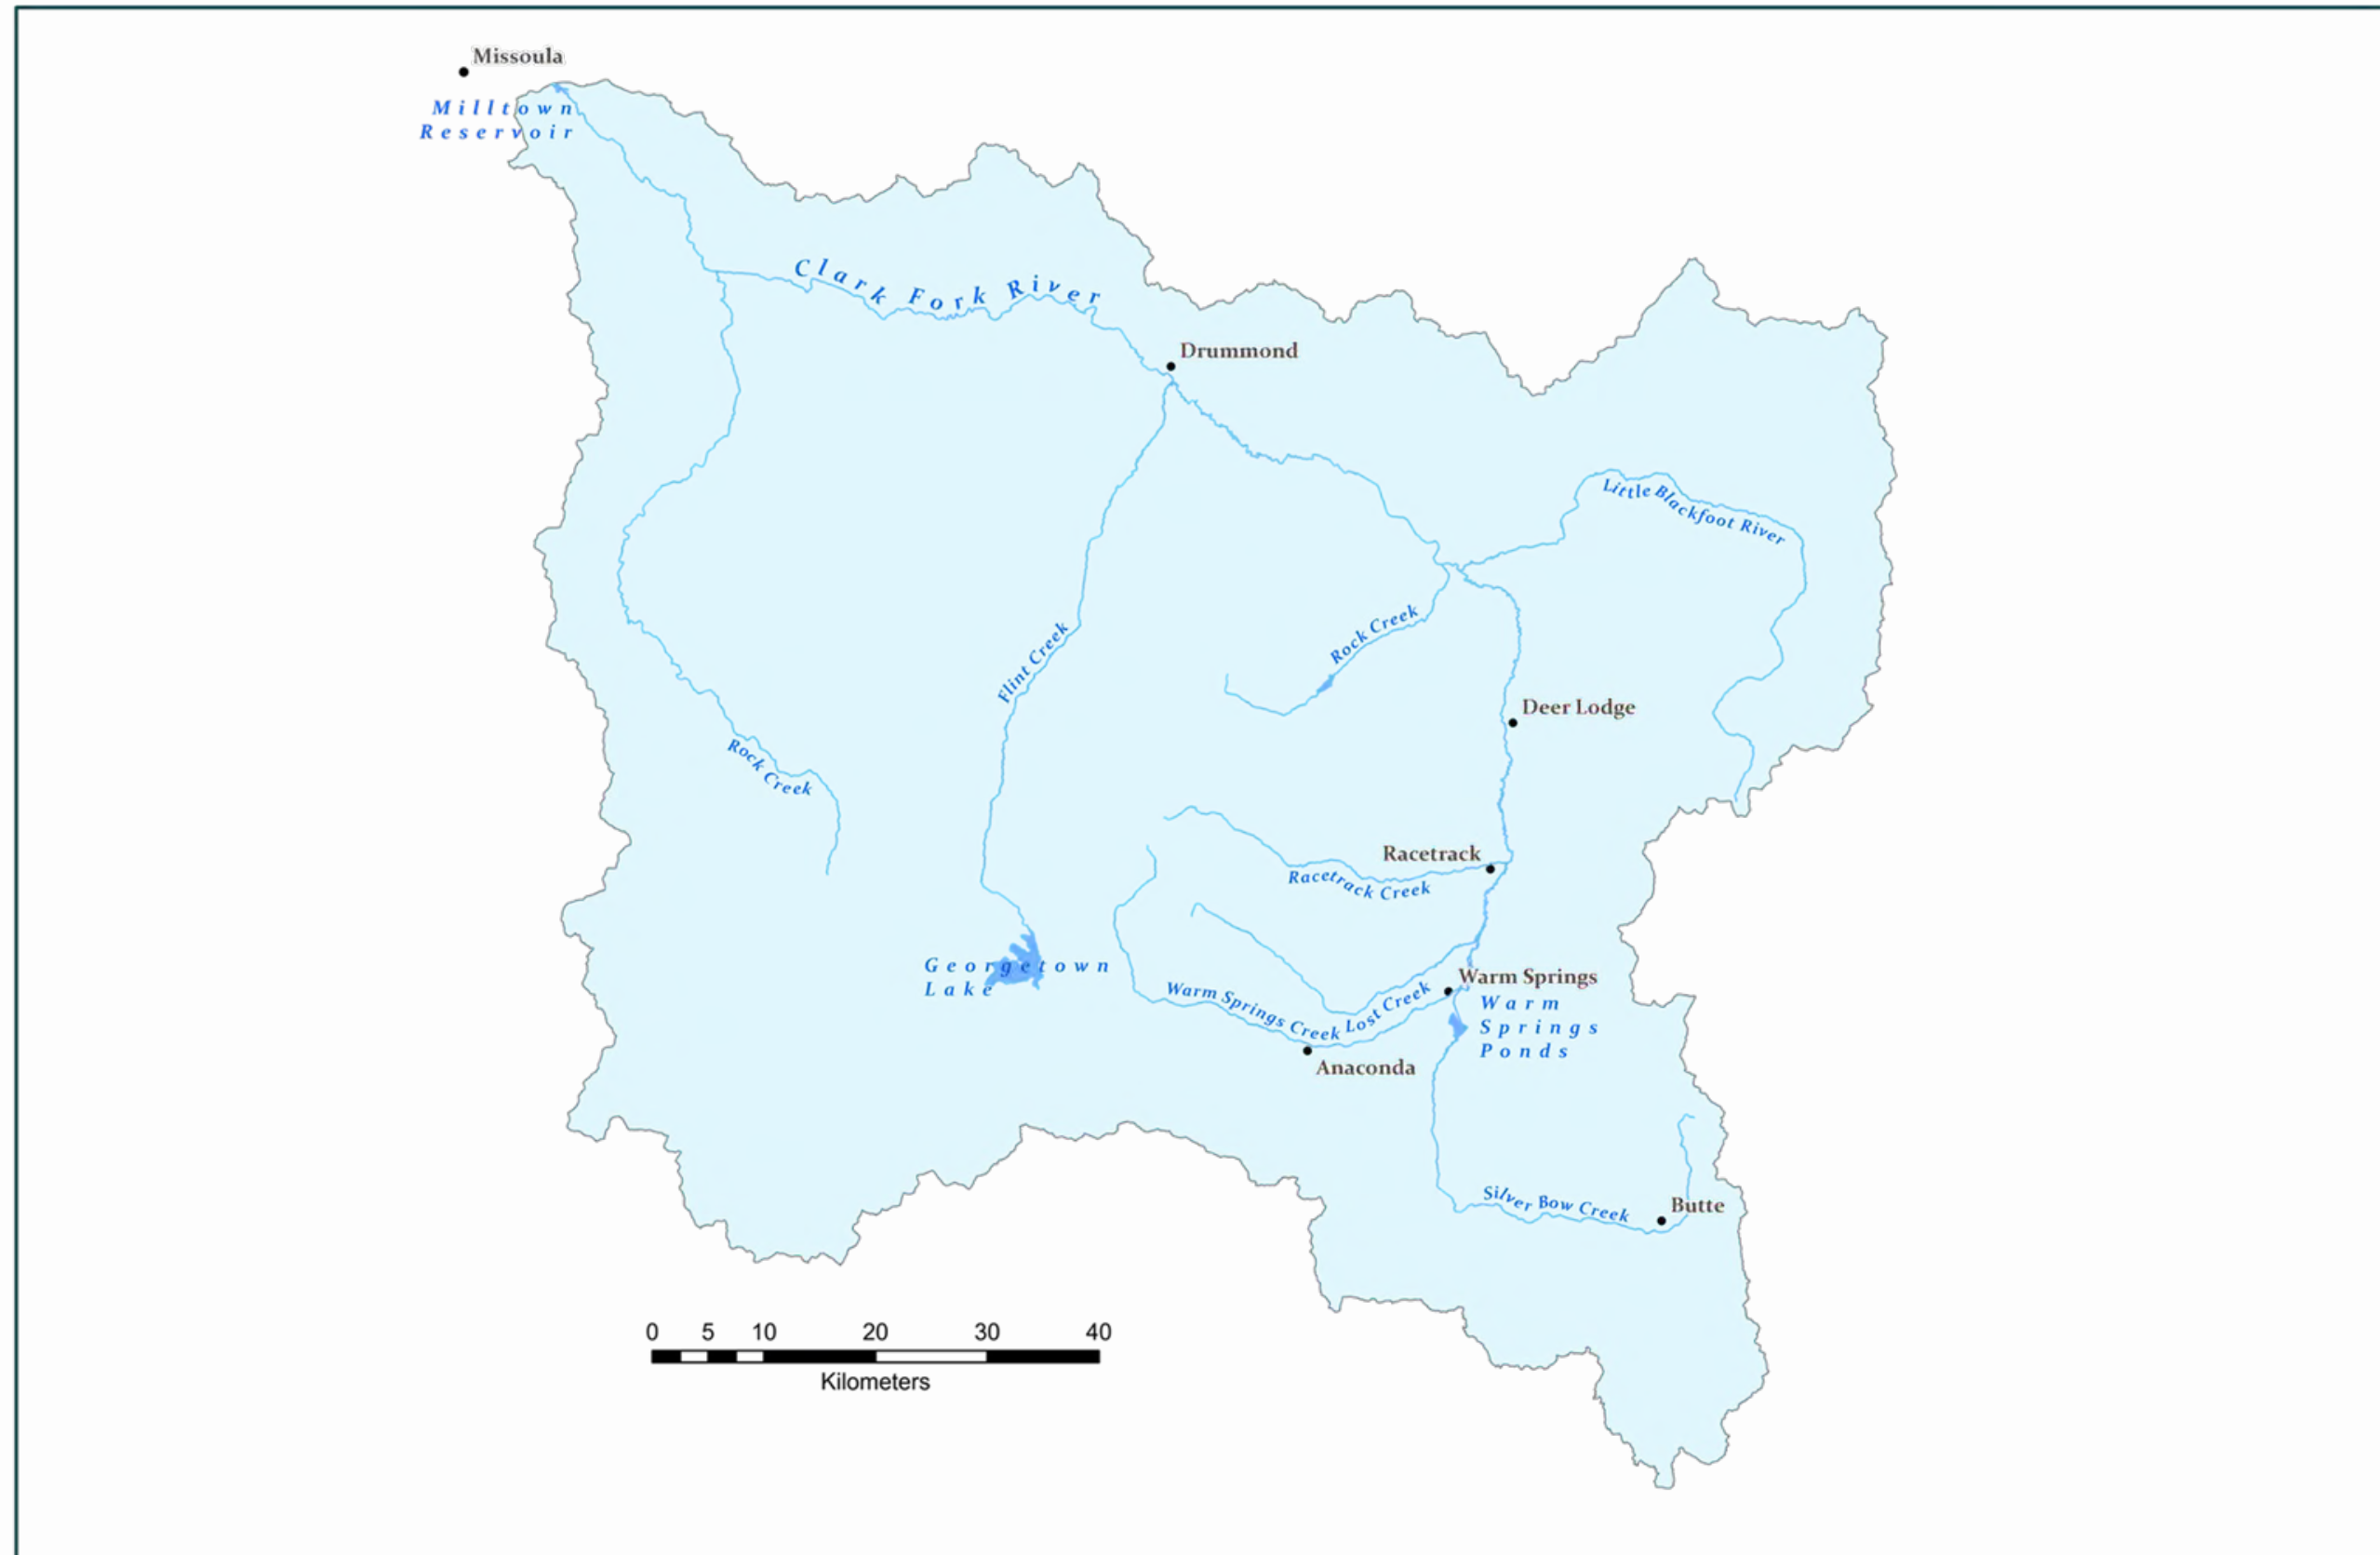 Missoula
Milltown
Reservoir
Clark Fork River
Drummond
Little Blackfoot River
Rock Creek
Flint Creek
Deer Lodge
Rock Creek
Racetrack
Racetrack Creek
Georgetown
Lake
Warm Springs
Warm Springs Creek
Lost Creek
Warm
Springs
Ponds
Anaconda
Silver Bow Creek
Butte
0 5 10 20 30 40
Kilometers